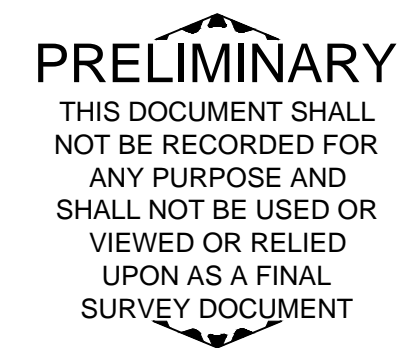 PRELIMINARY
THIS DOCUMENT SHALL
NOT BE RECORDED FOR
ANY PURPOSE AND
SHALL NOT BE USED OR
VIEWED OR RELIED
UPON AS A FINAL
SURVEY DOCUMENT